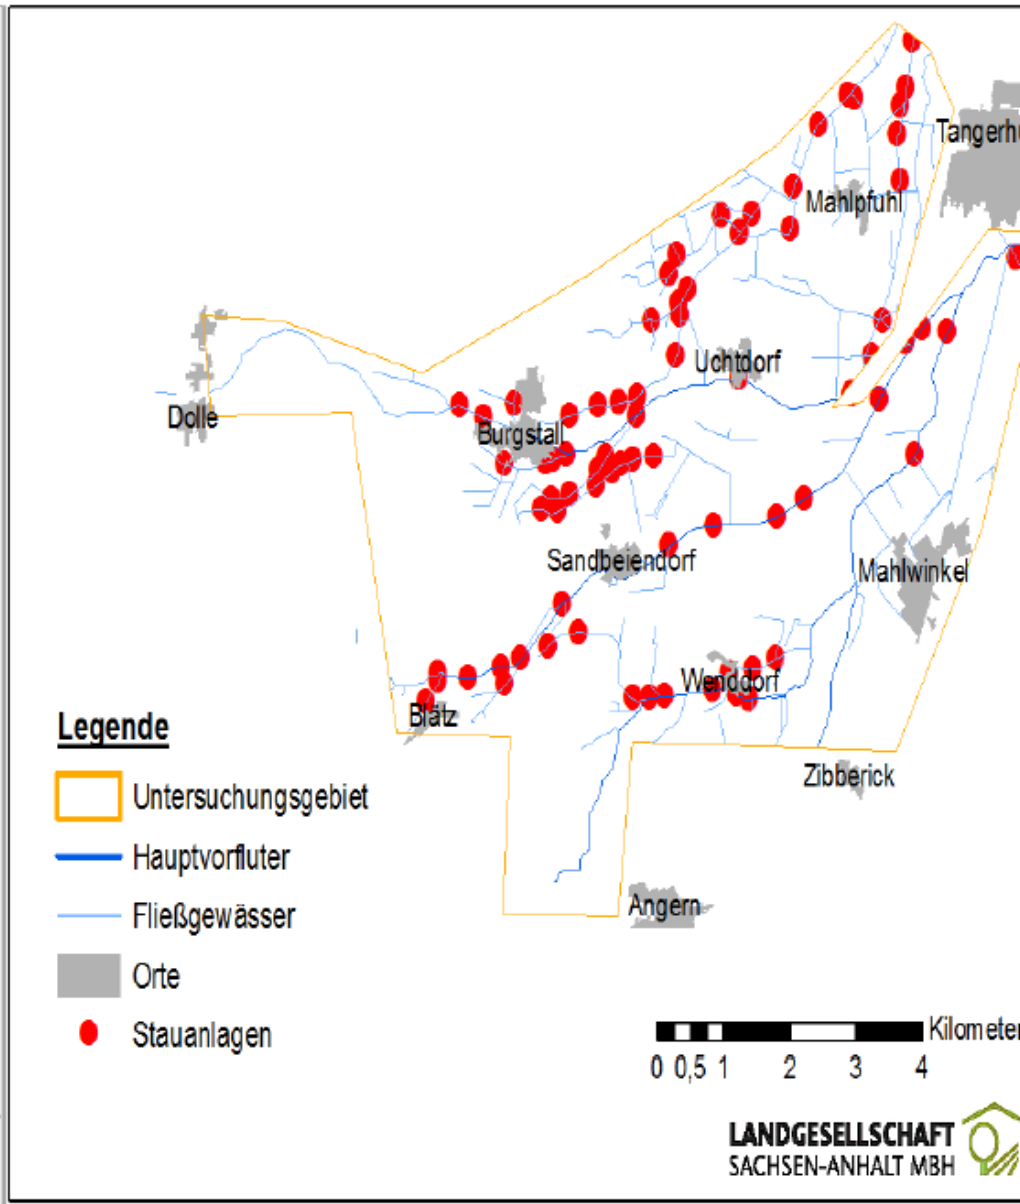 Tangerhü
Mahlpfuhl
Uchtdorf
Dolle
Burgstall
Sandbeiendorf
Mahlwinkel
Wenddorf
Blätz
Zibberick
Angern
Legende
Untersuchungsgebiet
Hauptvorfluter
Fließgewässer
Orte
Stauanlagen
Kilometer
0 0,5 1 2 3 4
LANDGESELLSCHAFT
SACHSEN-ANHALT MBH